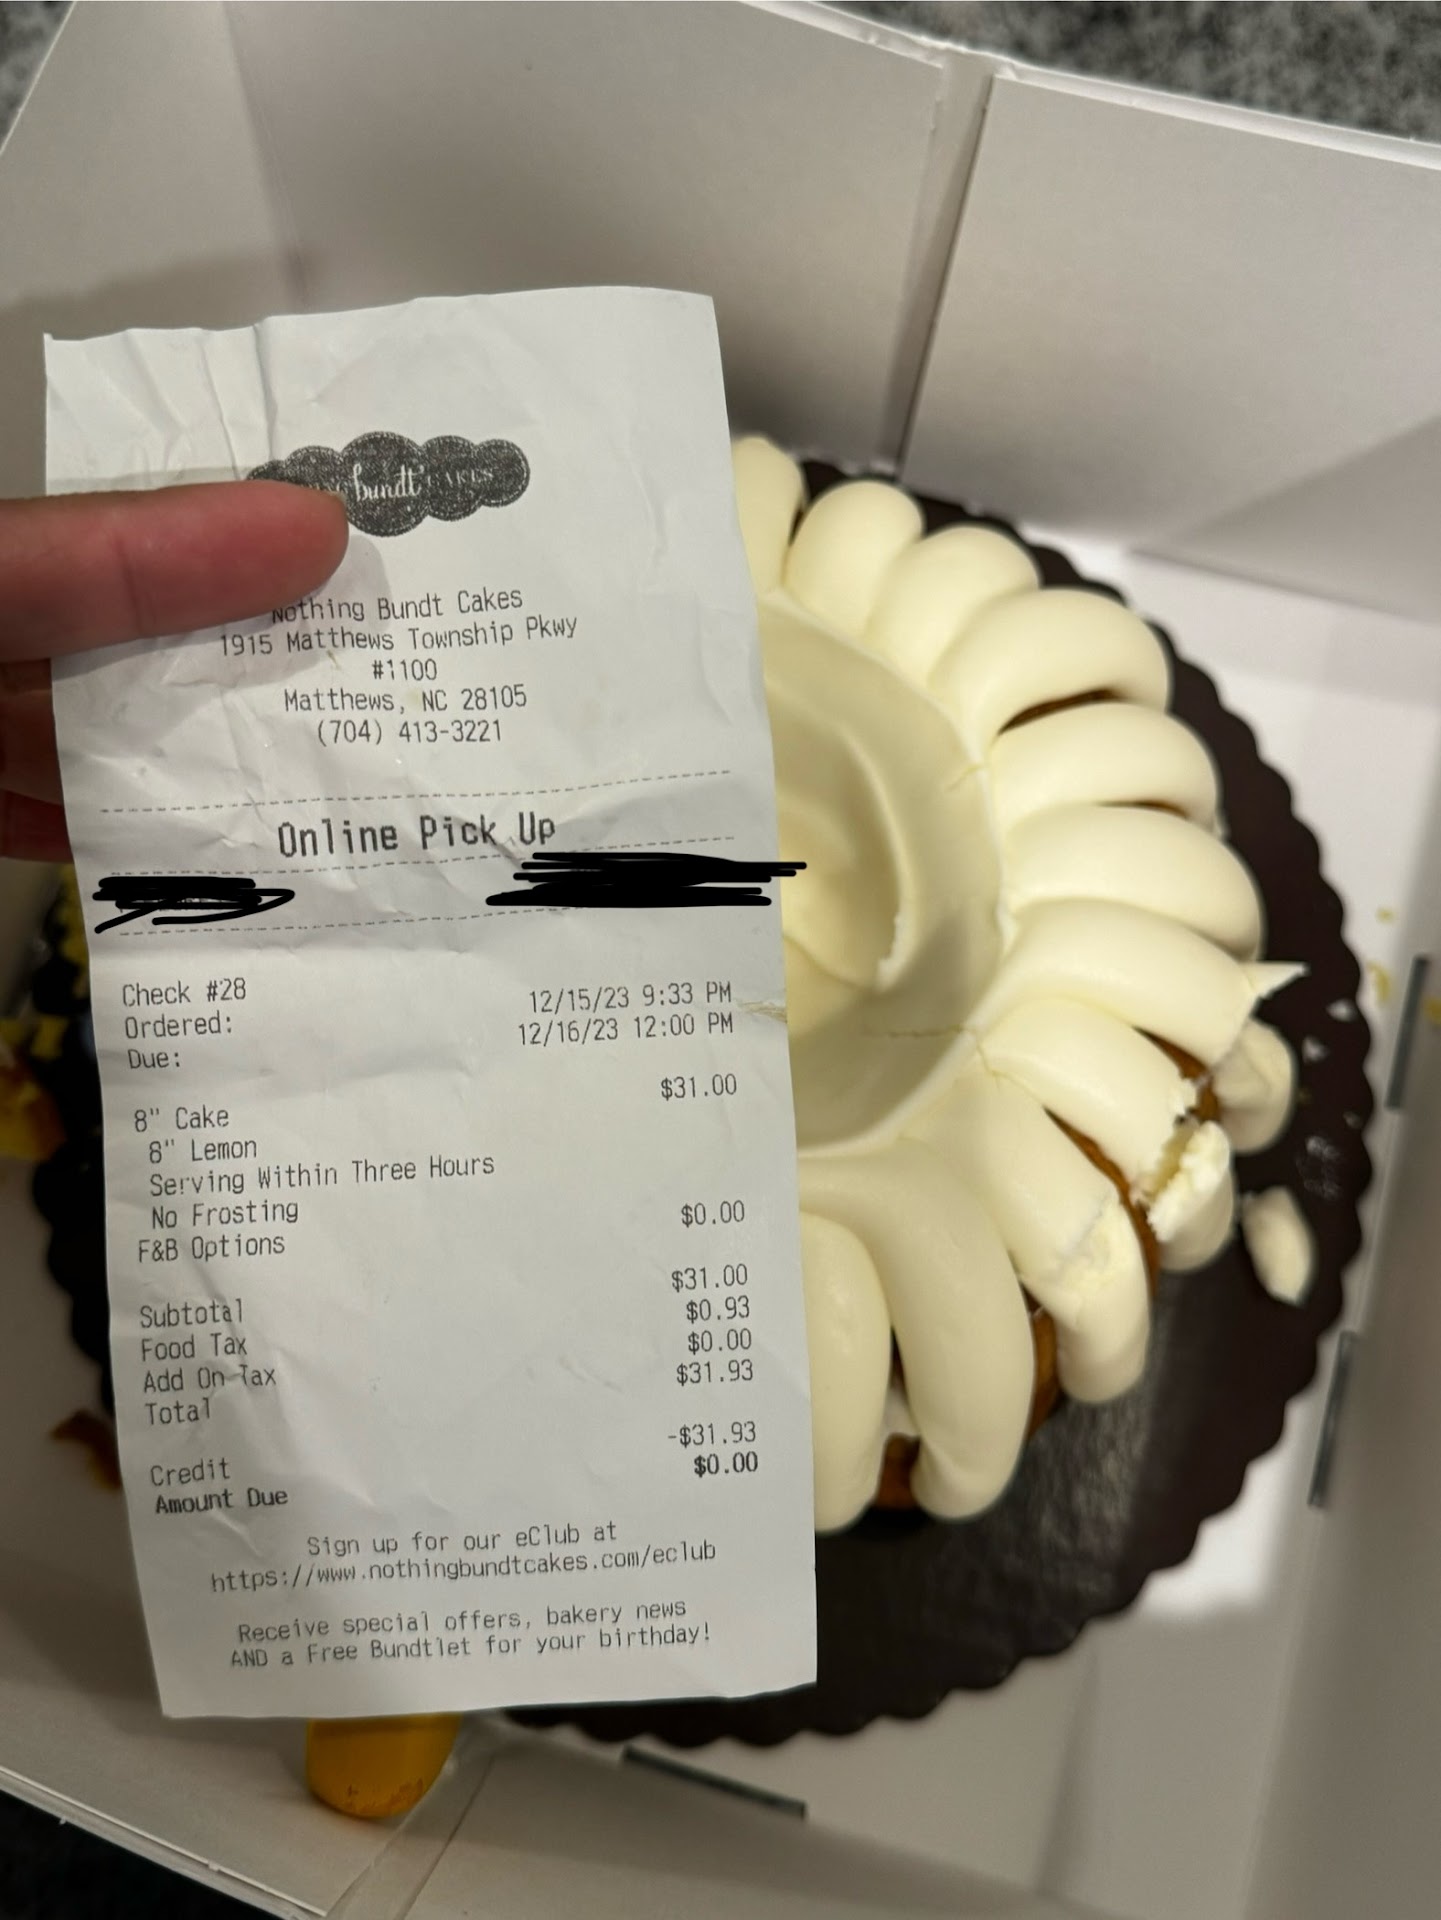 bundt CAKES
Nothing Bundt Cakes
1915 Matthews Township Pkwy
#1100
Matthews, NC 28105
(704) 413-3221
Online Pick Up
Check #28
Ordered: 12/15/23 9:33 PM
Due: 12/16/23 12:00 PM
8" Cake $31.00
8" Lemon
Serving Within Three Hours
No Frosting
F&B Options $0.00
Subtotal $31.00
Food Tax $0.93
Add On Tax $0.00
Total $31.93
Credit -$31.93
Amount Due $0.00
Sign up for our eClub at
https://www.nothingbundtcakes.com/eclub
Receive special offers, bakery news
AND a Free Bundtlet for your birthday!